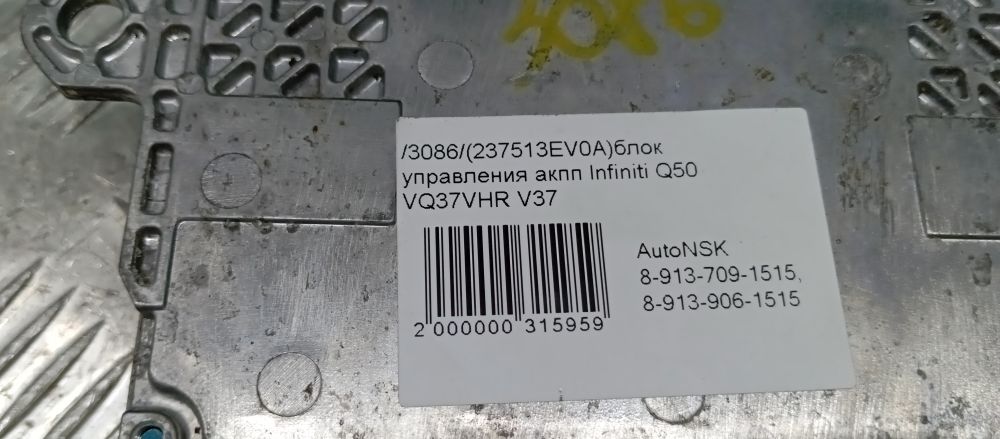 /3086/(237513EV0A)блок
управления акпп Infiniti Q50
VQ37VHR V37
AutoNSK
8-913-709-1515,
8-913-906-1515
2 000000 315959